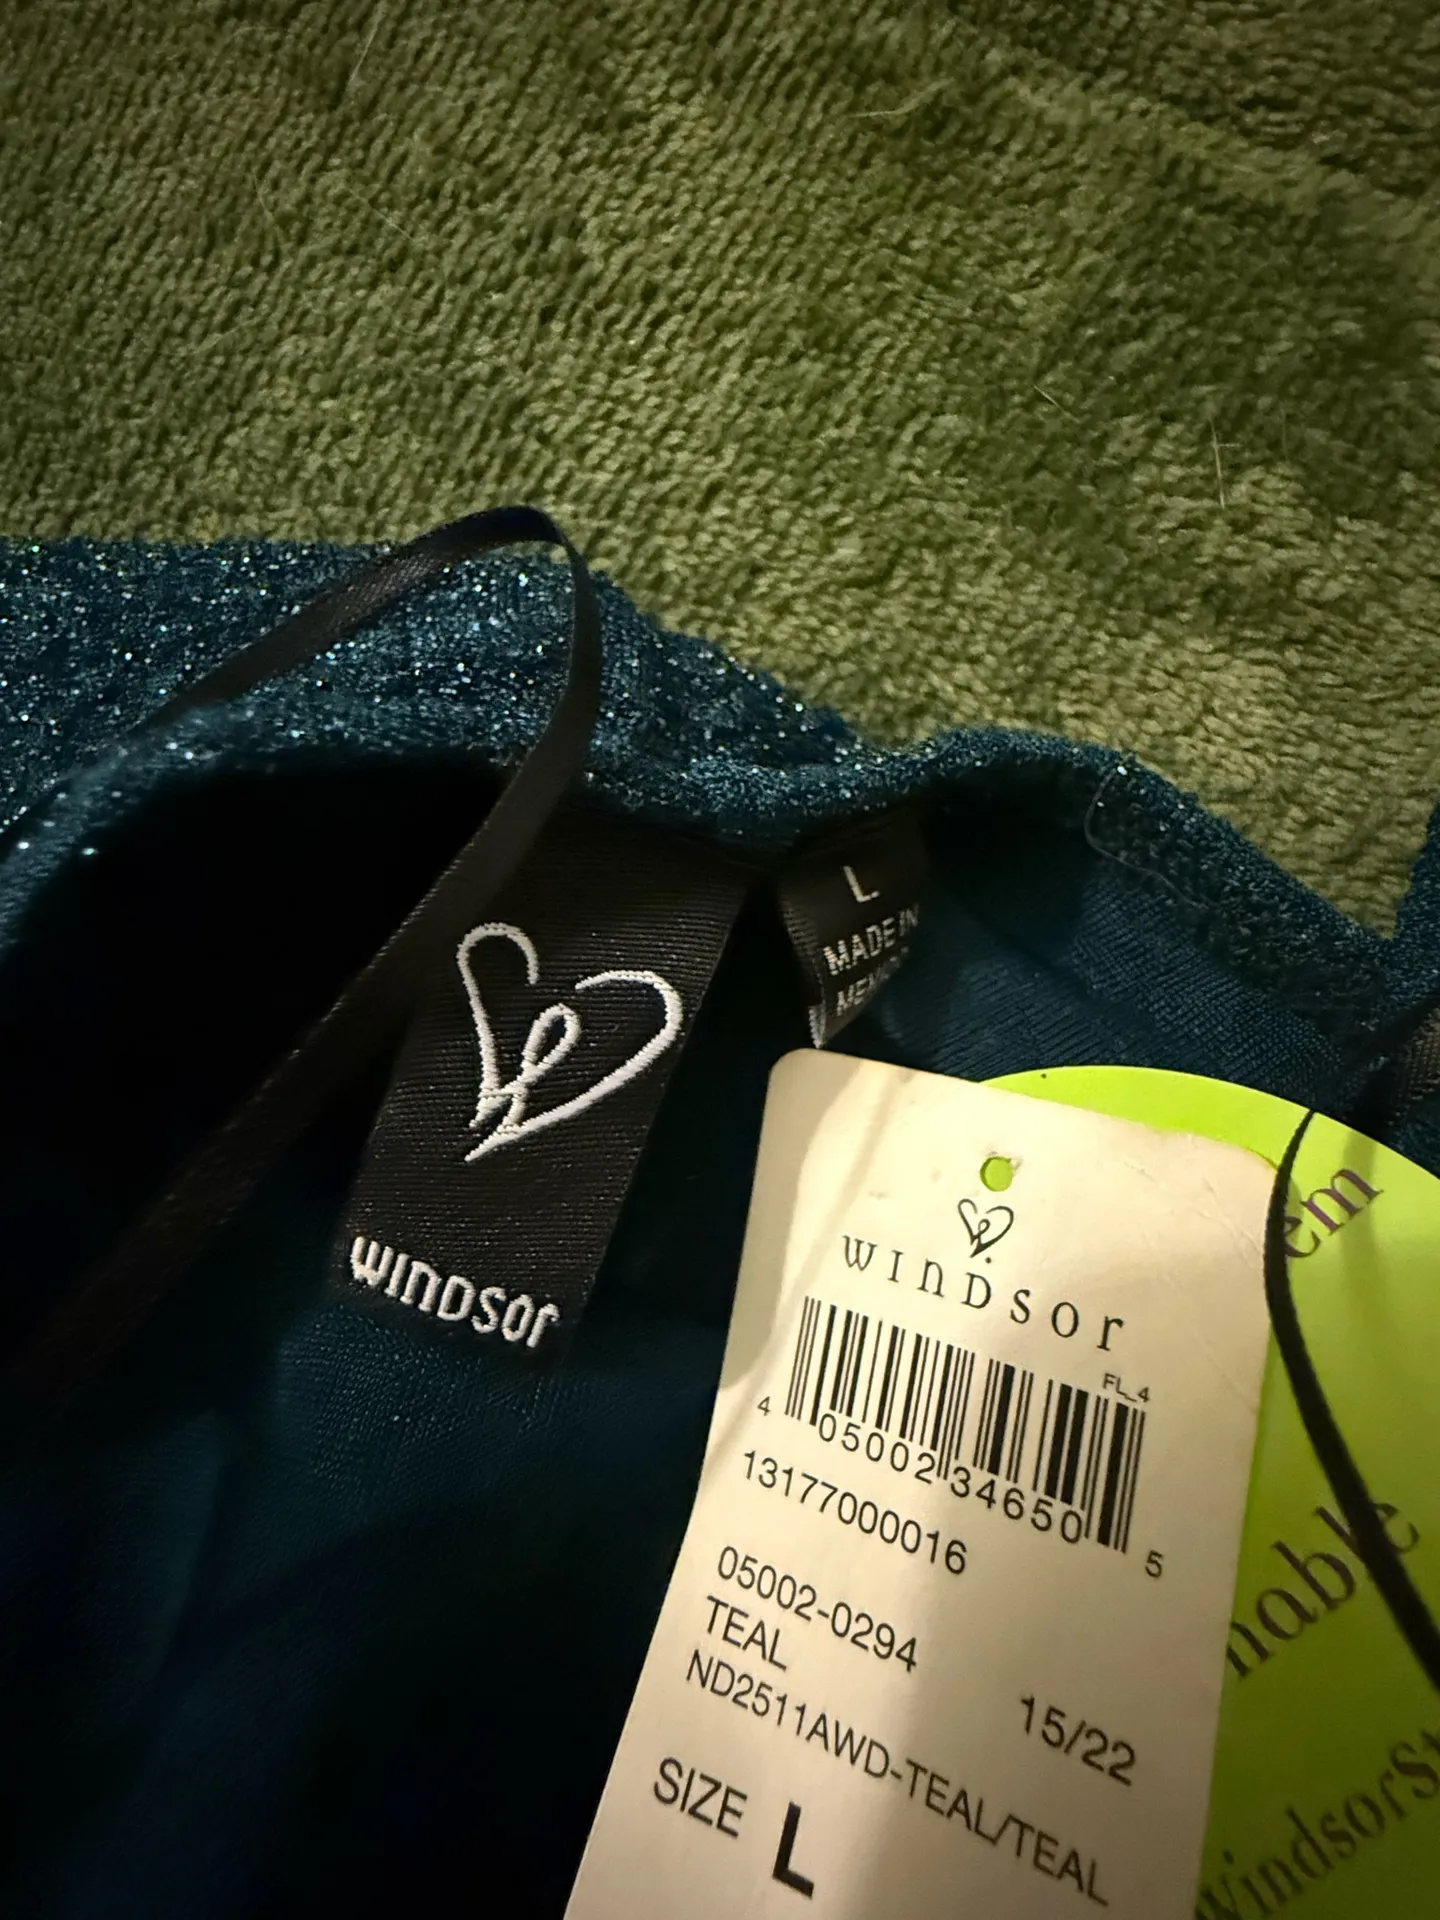 L
MADE IN
WINDSOR
WINDSOR
FL_4
4 05002 34650 5
13177000016
05002-0294
TEAL
15/22
ND2511AWD-TEAL/TEAL
SIZE L